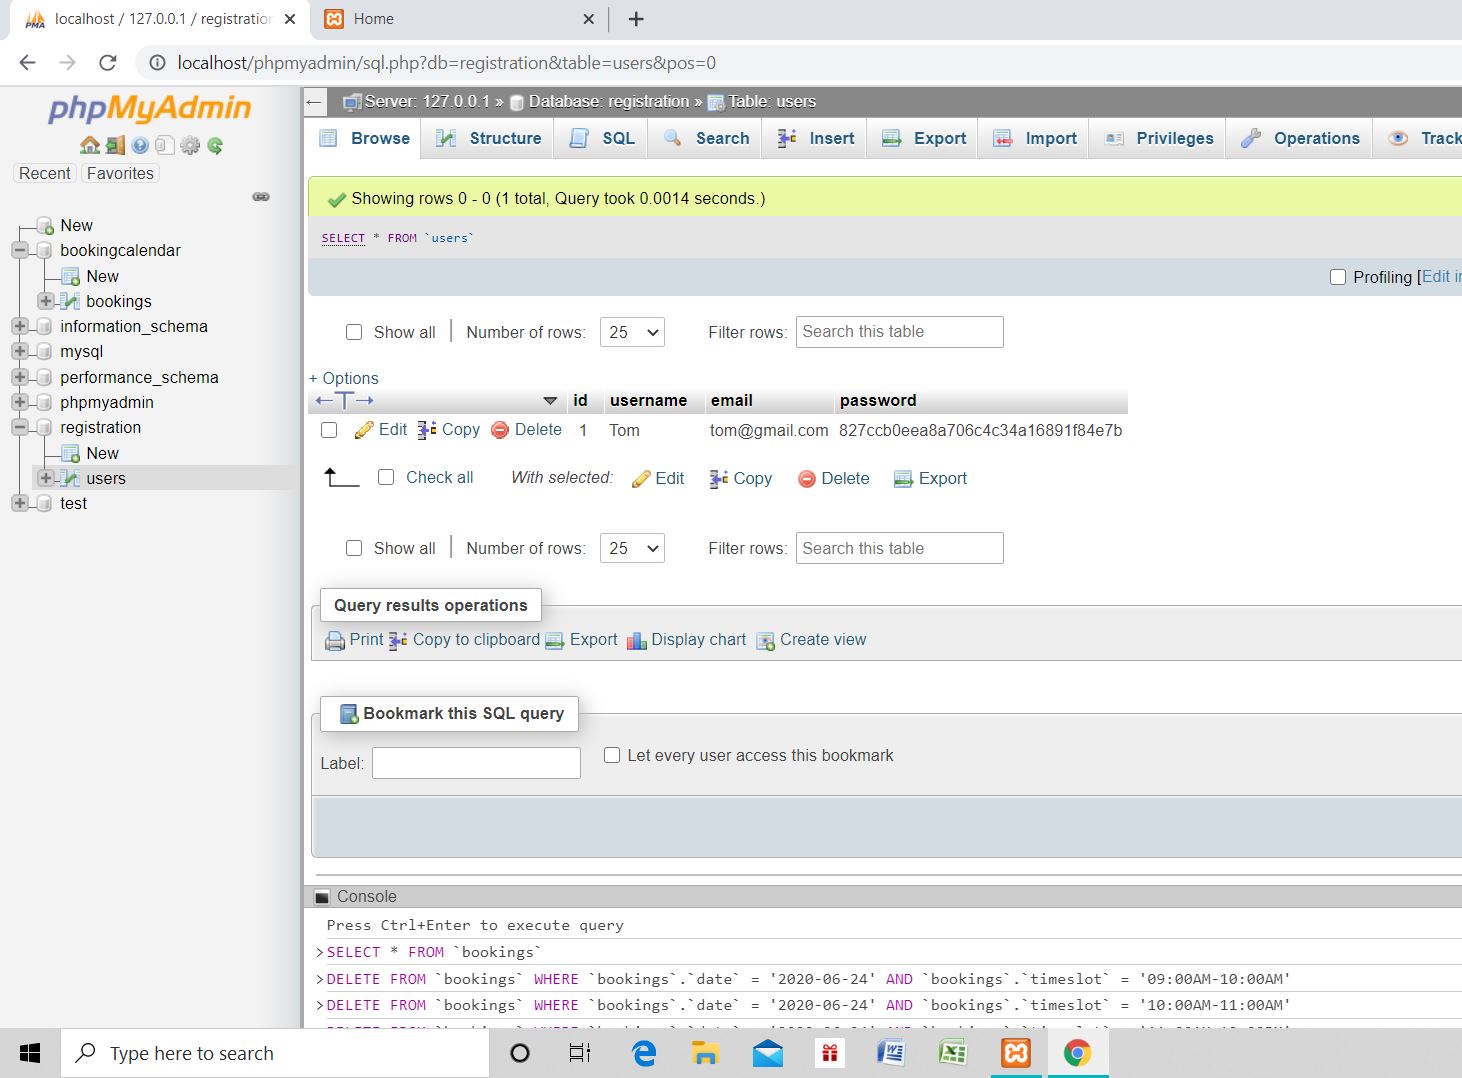 localhost / 127.0.0.1 / registration
Home
localhost/phpmyadmin/sql.php?db=registration&table=users&pos=0
phpMyAdmin
Recent Favorites
New
bookingcalendar
New
bookings
information_schema
mysql
performance_schema
phpmyadmin
registration
New
users
test
Server: 127.0.0.1 » Database: registration » Table: users
Browse Structure SQL Search Insert Export Import Privileges Operations Track
Showing rows 0 - 0 (1 total, Query took 0.0014 seconds.)
SELECT * FROM `users`
Profiling [Edit in
Show all Number of rows: 25 Filter rows: Search this table
+ Options
id username email password
Edit Copy Delete 1 Tom tom@gmail.com 827ccb0eea8a706c4c34a16891f84e7b
Check all With selected: Edit Copy Delete Export
Show all Number of rows: 25 Filter rows: Search this table
Query results operations
Print Copy to clipboard Export Display chart Create view
Bookmark this SQL query
Label: Let every user access this bookmark
Console
Press Ctrl+Enter to execute query
>SELECT * FROM `bookings`
>DELETE FROM `bookings` WHERE `bookings`.`date` = '2020-06-24' AND `bookings`.`timeslot` = '09:00AM-10:00AM'
>DELETE FROM `bookings` WHERE `bookings`.`date` = '2020-06-24' AND `bookings`.`timeslot` = '10:00AM-11:00AM'
Type here to search